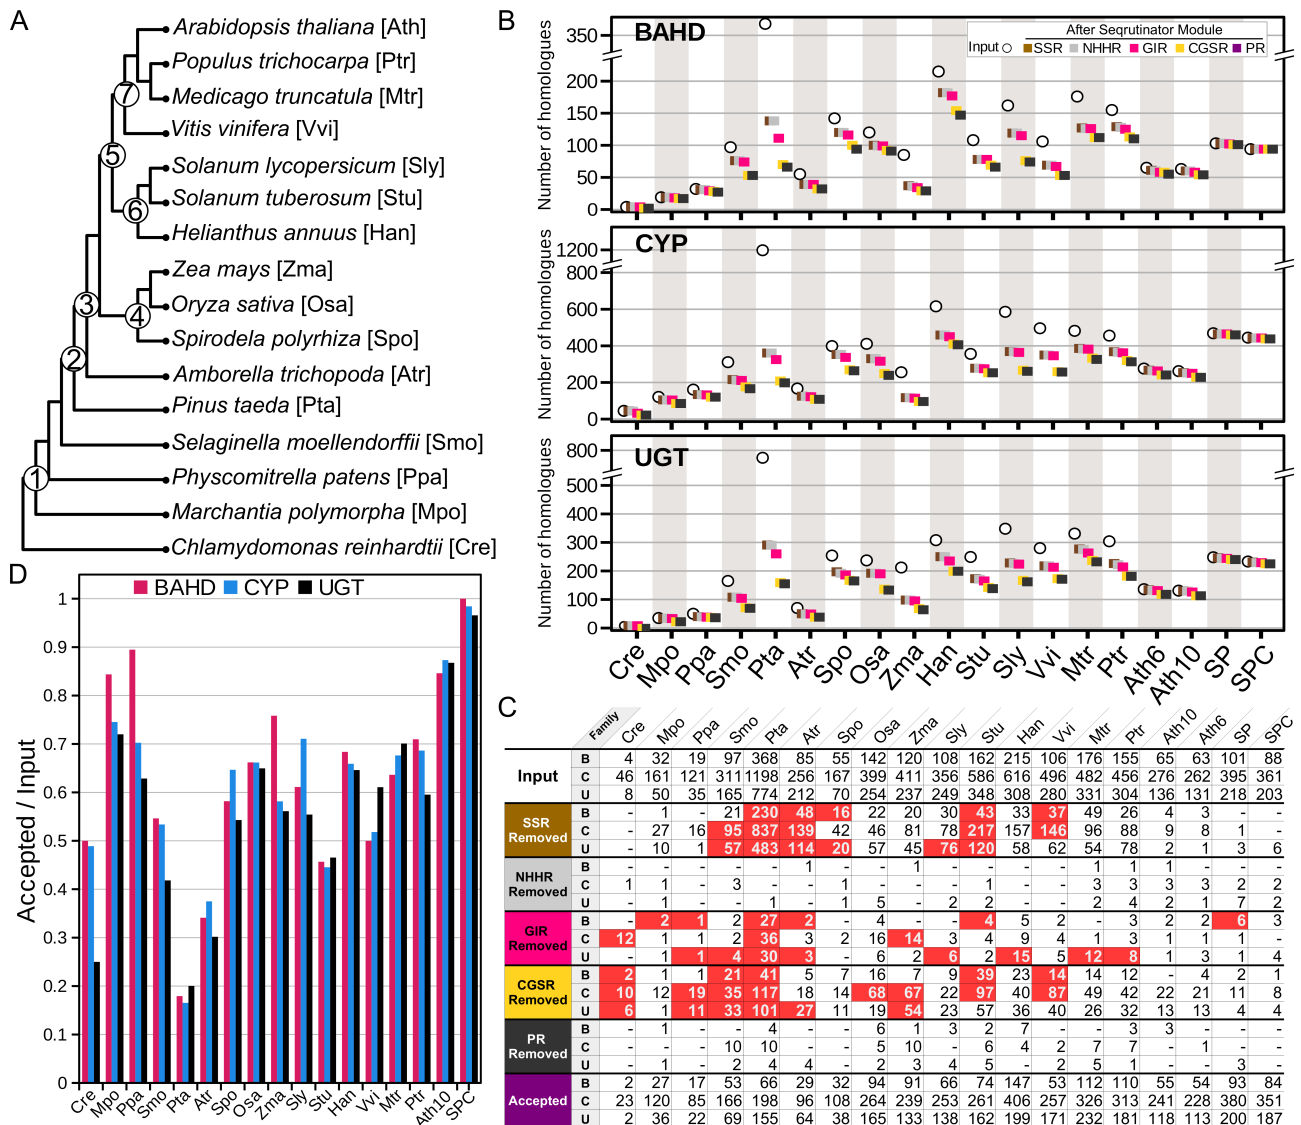 A
Arabidopsis thaliana [Ath]
Populus trichocarpa [Ptr]
Medicago truncatula [Mtr]
Vitis vinifera [Vvi]
Solanum lycopersicum [Sly]
Solanum tuberosum [Stu]
Helianthus annuus [Han]
Zea mays [Zma]
Oryza sativa [Osa]
Spirodela polyrhiza [Spo]
Amborella trichopoda [Atr]
Pinus taeda [Pta]
Selaginella moellendorffii [Smo]
Physcomitrella patens [Ppa]
Marchantia polymorpha [Mpo]
Chlamydomonas reinhardtii [Cre]
7
5
6
3
4
2
1
B
BAHD
After Seqrutinator Module
Input SSR NHHR GIR CGSR PR
Number of homologues
350
200
150
100
50
0
CYP
Number of homologues
1200
800
600
400
200
0
UGT
Number of homologues
800
500
400
300
200
100
0
Cre Mpo Ppa Smo Pta Atr Spo Osa Zma Han Stu Sly Vvi Mtr Ptr Ath6 Ath10 SP SPC
C
Family Cre Mpo Ppa Smo Pta Atr Spo Osa Zma Sly Stu Han Vvi Mtr Ptr Ath10 Ath6 SP SPC
Input
B 4 32 19 97 368 85 55 142 120 108 162 215 106 176 155 65 63 101 88
C 46 161 121 311 1198 256 167 399 411 356 586 616 496 482 456 276 262 395 361
U 8 50 35 165 774 212 70 254 237 249 348 308 280 331 304 136 131 218 203
SSR Removed
B - 1 - 21 230 48 16 22 20 30 43 33 37 49 26 4 3 - -
C - 27 16 95 837 139 42 46 81 78 217 157 146 96 88 9 8 1 -
U - 10 1 57 483 114 20 57 45 76 120 58 62 54 78 2 1 3 6
NHHR Removed
B - - - - - 1 - - 1 - - - - 1 1 1 - - -
C 1 1 - 3 - - 1 - - - 1 - - 3 3 3 3 2 2
U - 1 - - 1 - 1 5 - 2 2 - - 2 4 2 1 7 2
GIR Removed
B - 2 1 2 27 2 - 4 - - 4 5 2 - 3 2 2 6 3
C 12 1 1 2 36 3 2 16 14 3 4 9 4 1 3 1 1 1 -
U - 1 1 4 30 3 - 6 2 6 2 15 5 12 8 1 3 1 4
CGSR Removed
B 2 1 1 21 41 5 7 16 7 9 39 23 14 14 12 - 4 2 1
C 10 12 19 35 117 18 14 68 67 22 97 40 87 49 42 22 21 11 8
U 6 1 11 33 101 27 11 19 54 23 57 36 40 26 32 13 13 4 4
PR Removed
B - 1 - - 4 - - 6 1 3 2 7 - - 3 3 - - -
C - - - 10 10 - - 5 10 - 6 4 2 7 7 - 1 - -
U - 1 - 2 4 4 - 2 3 4 5 - 2 5 1 - - 3 -
Accepted
B 2 27 17 53 66 29 32 94 91 66 74 147 53 112 110 55 54 93 84
C 23 120 85 166 198 96 108 264 239 253 261 406 257 326 313 241 228 380 351
U 2 36 22 69 155 64 38 165 133 138 162 199 171 232 181 118 113 200 187
D
BAHD CYP UGT
Accepted / Input
1
0.9
0.8
0.7
0.6
0.5
0.4
0.3
0.2
0.1
0
Cre Mpo Ppa Smo Pta Atr Spo Osa Zma Sly Stu Han Vvi Mtr Ptr Ath10 SPC